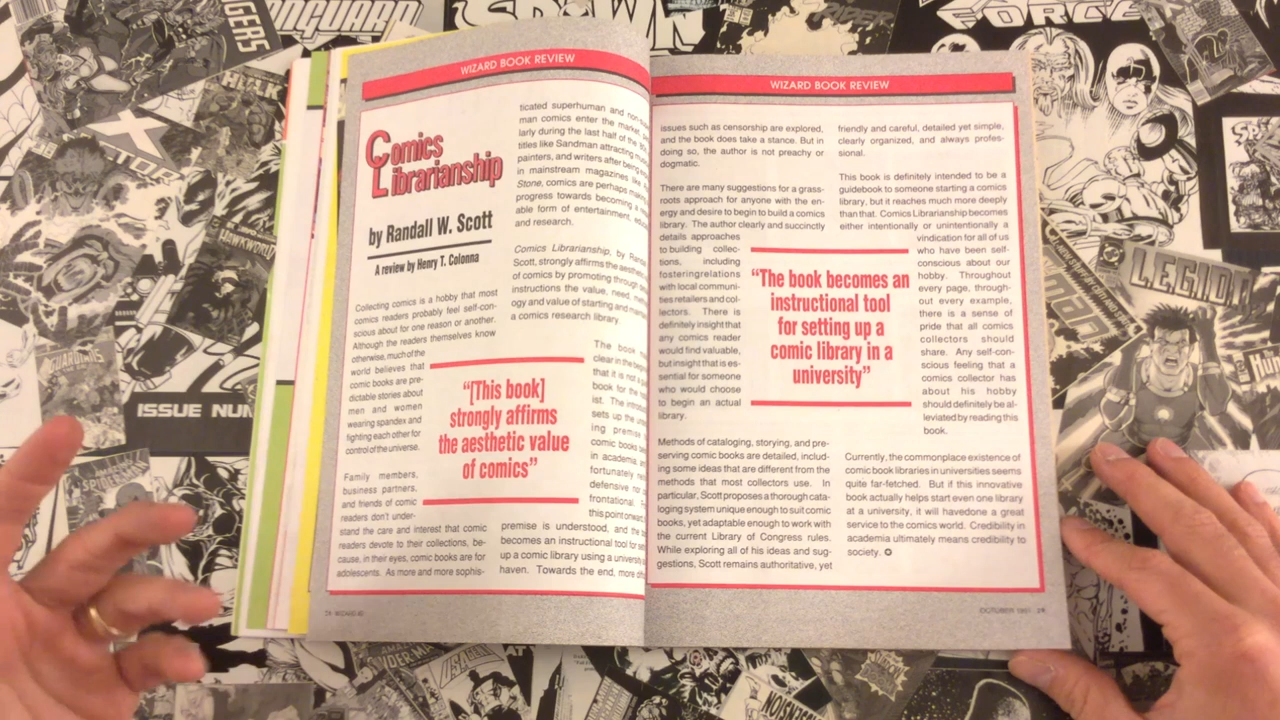 WIZARD BOOK REVIEW
Comics
Librarianship
by Randall W. Scott
A review by Henry T. Colonna
Collecting comics is a hobby that most
comics readers probably feel self-con-
scious about for one reason or another.
Although the readers themselves know
otherwise, much of the
world believes that
comic books are pre-
dictable stories about
men and women
wearing spandex and
fighting each other for
control of the universe.
Family members,
business partners,
and friends of comic
readers don't under-
stand the care and interest that comic
readers devote to their collections, be-
cause, in their eyes, comic books are for
adolescents. As more and more sophis-
"[This book]
strongly affirms
the aesthetic value
of comics"
ticated superhuman and non-
man comics enter the market,
larly during the last half of the
titles like Sandman attracting
painters, and writers after being
in mainstream magazines like
Stone, comics are perhaps making
progress towards becoming a
able form of entertainment,
and research.
Comics Librarianship, by
Scott, strongly affirms the
of comics by promoting through
instructions the value, need,
ogy and value of starting and
a comics research library.
The book
clear in the
that it is not a
book for the
ist. The
sets up the
ing premise
comic books
in academia,
fortunately
defensive nor
frontational.
this point onward,
premise is understood, and the
becomes an instructional tool for
up a comic library using a university
haven. Towards the end, more
WIZARD BOOK REVIEW
issues such as censorship are explored,
and the book does take a stance. But in
doing so, the author is not preachy or
dogmatic.
There are many suggestions for a grass-
roots approach for anyone with the en-
ergy and desire to begin to build a comics
library. The author clearly and succinctly
details approaches
to building collec-
tions, including
fosteringrelations
with local communi-
ties retailers and col-
lectors. There is
definitely insight that
any comics reader
would find valuable,
but insight that is es-
sential for someone
who would choose
to begin an actual
library.
Methods of cataloging, storying, and pre-
serving comic books are detailed, includ-
ing some ideas that are different from the
methods that most collectors use. In
particular, Scott proposes a thorough cata-
loging system unique enough to suit comic
books, yet adaptable enough to work with
the current Library of Congress rules.
While exploring all of his ideas and sug-
gestions, Scott remains authoritative, yet
"The book becomes an
instructional tool
for setting up a
comic library in a
university"
friendly and careful, detailed yet simple,
clearly organized, and always profes-
sional.
This book is definitely intended to be a
guidebook to someone starting a comics
library, but it reaches much more deeply
than that. Comics Librarianship becomes
either intentionally or unintentionally a
vindication for all of us
who have been self-
conscious about our
hobby. Throughout
every page, through-
out every example,
there is a sense of
pride that all comics
collectors should
share. Any self-con-
scious feeling that a
comics collector has
about his hobby
should definitely be al-
leviated by reading this
book.
Currently, the commonplace existence of
comic book libraries in universities seems
quite far-fetched. But if this innovative
book actually helps start even one library
at a university, it will havedone a great
service to the comics world. Credibility in
academia ultimately means credibility to
society.
OCTOBER
VANGUARD
SPAWN
FORCE
HULK
HAWKWORLD
GUARDIANS
ISSUE NUM
LEGION
SPIDER-MAN